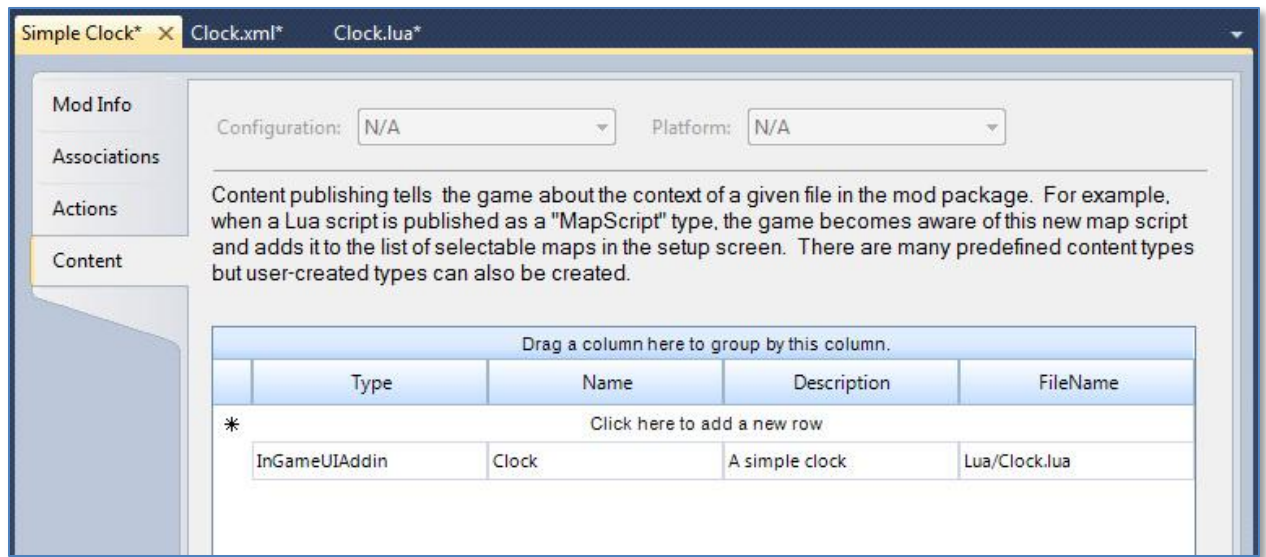 Simple Clock* Clock.xml* Clock.lua*
Mod Info
Associations
Actions
Content
Configuration: N/A Platform: N/A
Content publishing tells the game about the context of a given file in the mod package. For example,
when a Lua script is published as a "MapScript" type, the game becomes aware of this new map script
and adds it to the list of selectable maps in the setup screen. There are many predefined content types
but user-created types can also be created.
Drag a column here to group by this column.
Type Name Description FileName
Click here to add a new row
InGameUIAddin Clock A simple clock Lua/Clock.lua